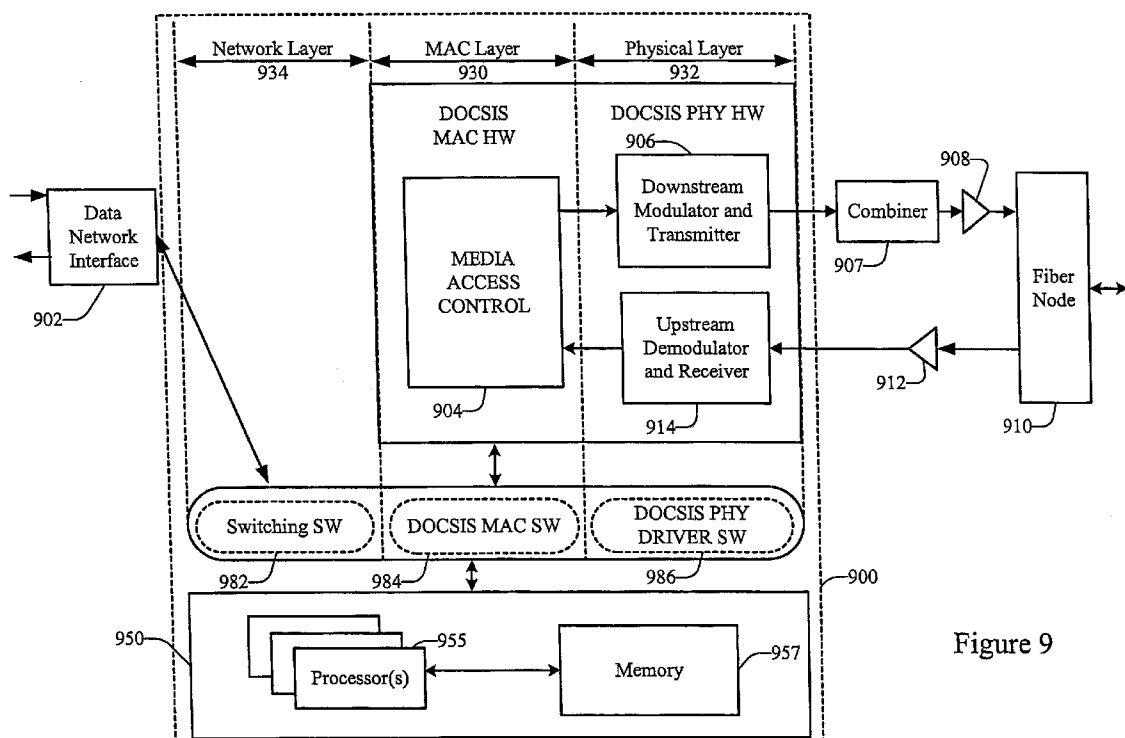 Network Layer
934
MAC Layer
930
Physical Layer
932
DOCSIS
MAC HW
DOCSIS PHY HW
906
908
Data
Network
Interface
902
MEDIA
ACCESS
CONTROL
904
Downstream
Modulator and
Transmitter
Combiner
907
Fiber
Node
910
Upstream
Demodulator
and Receiver
914
912
Switching SW
982
DOCSIS MAC SW
984
DOCSIS PHY
DRIVER SW
986
900
950
955
Processor(s)
Memory
957
Figure 9